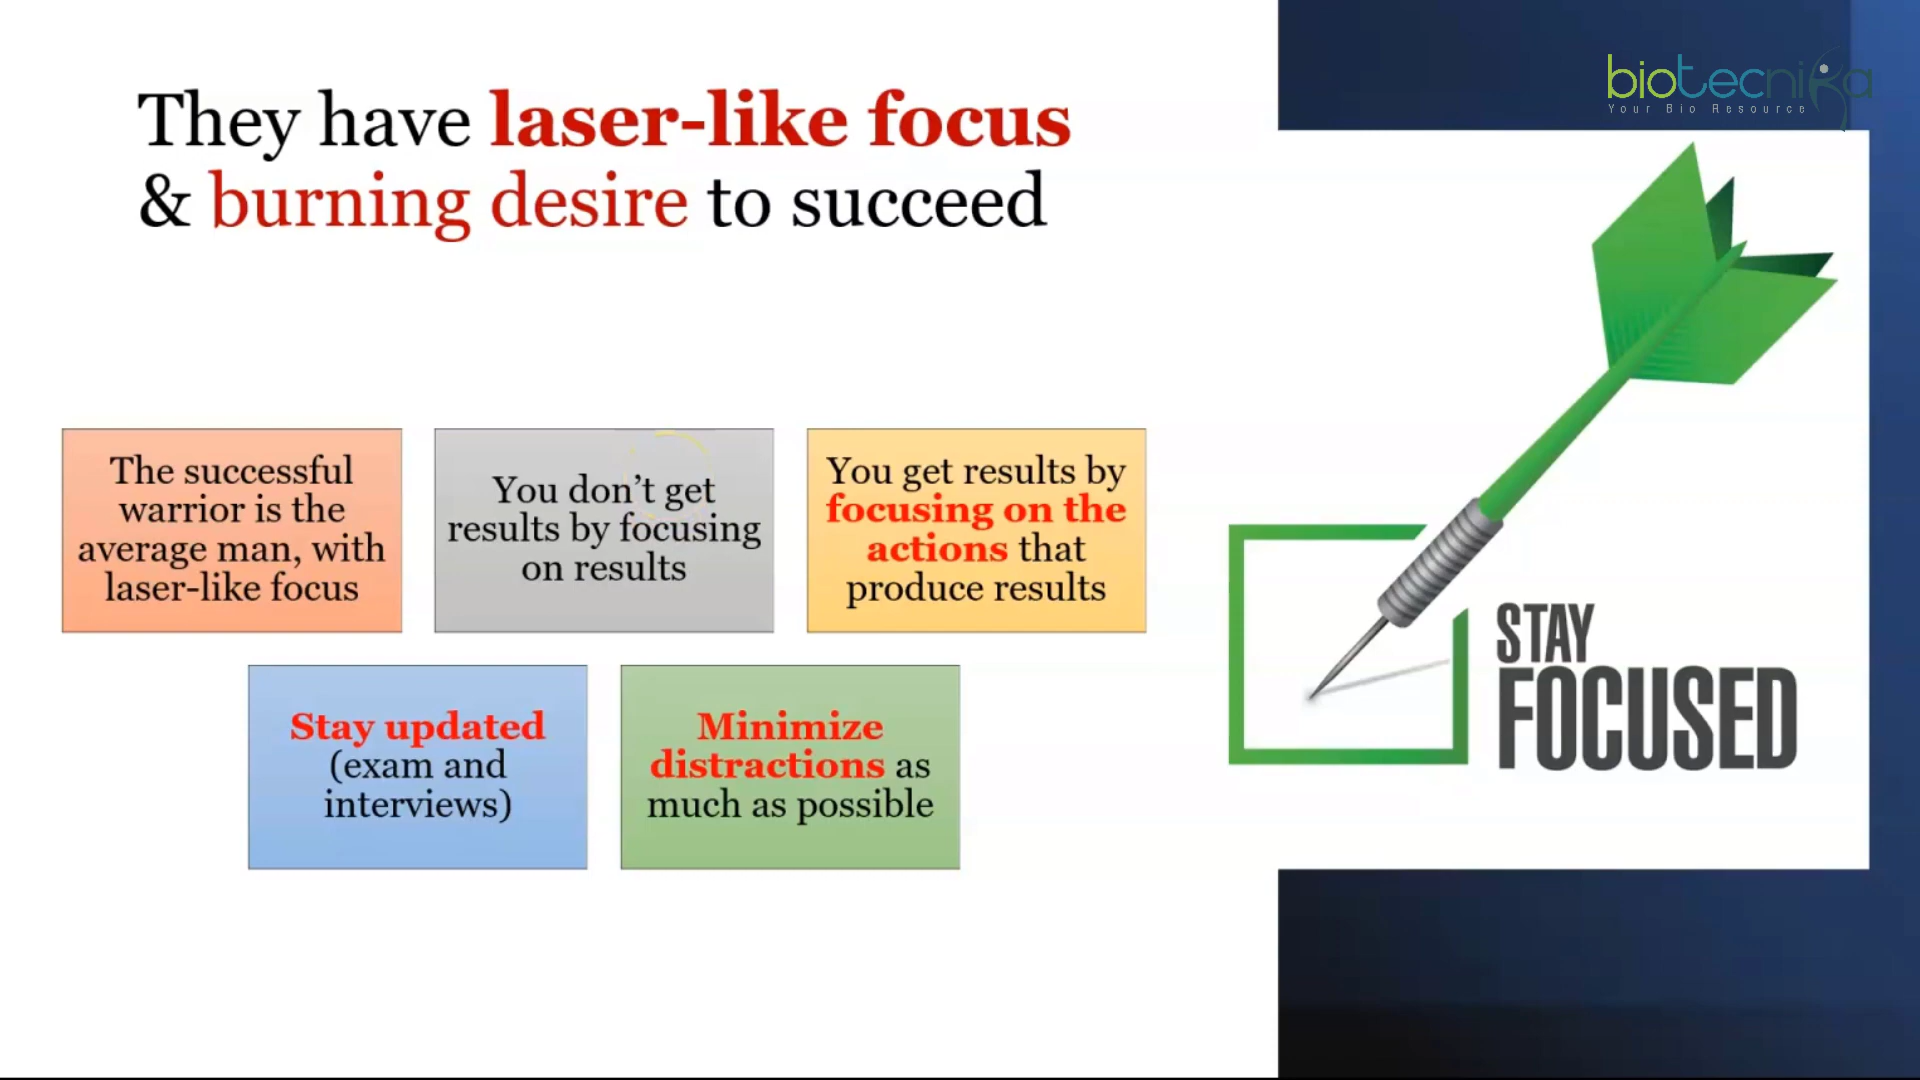 biotecnika
Your Bio Resource
They have laser-like focus
& burning desire to succeed
The successful
warrior is the
average man, with
laser-like focus
You don’t get
results by focusing
on results
You get results by
focusing on the
actions that
produce results
Stay updated
(exam and
interviews)
Minimize
distractions as
much as possible
STAY
FOCUSED